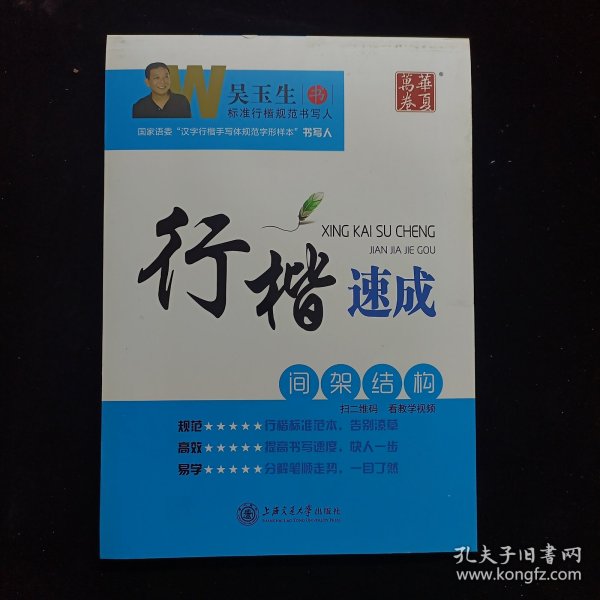 W
吴玉生 书
标准行楷规范书写人
国家语委“汉字行楷手写体规范字形样本”书写人
華夏
萬卷
®
XING KAI SU CHENG
JIAN JIA JIE GOU
行楷速成
间架结构
扫二维码 看教学视频
规范★★★★★行楷标准范本，告别潦草
高效★★★★★提高书写速度，快人一步
易学★★★★★分解笔顺走势，一目了然
上海交通大学出版社
SHANGHAI JIAO TONG UNIVERSITY PRESS
孔夫子旧书网
www.kongfz.com